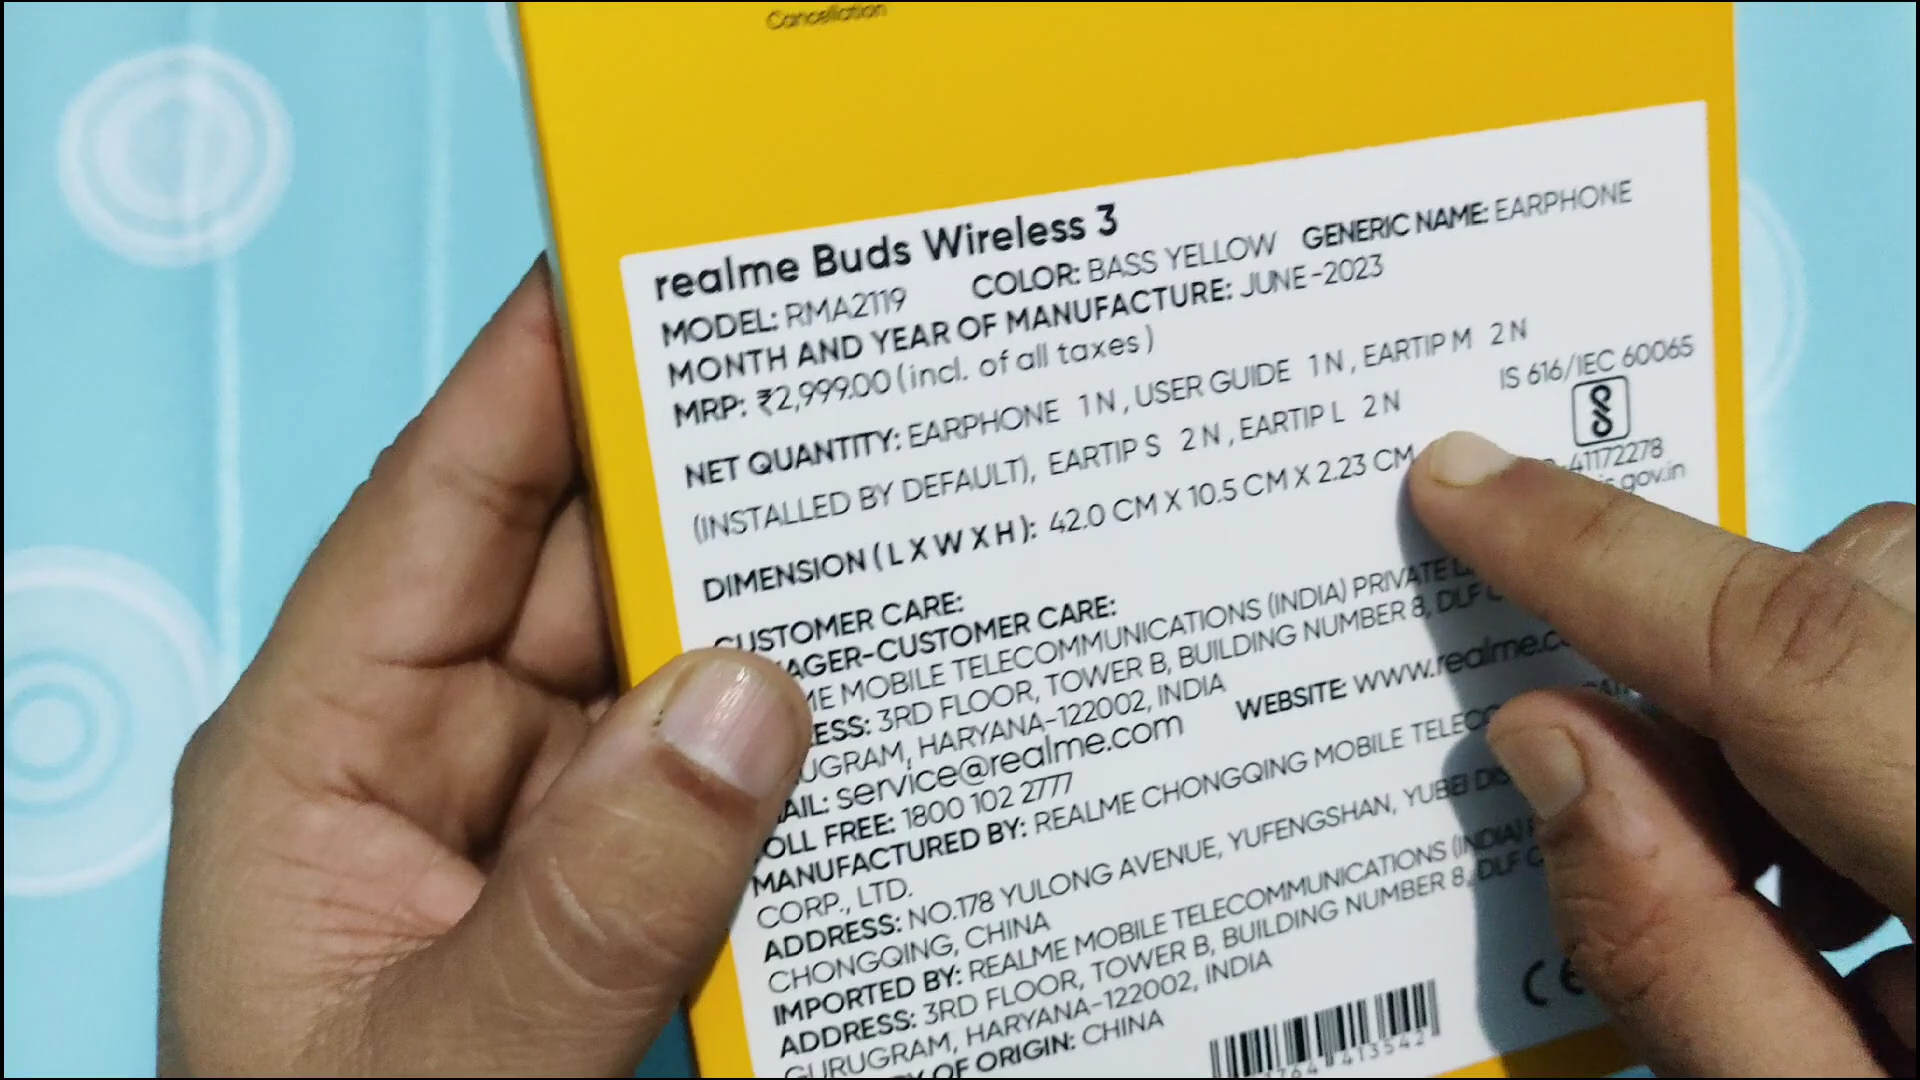 Cancellation
realme Buds Wireless 3
MODEL: RMA2119 COLOR: BASS YELLOW GENERIC NAME: EARPHONE
MONTH AND YEAR OF MANUFACTURE: JUNE-2023
MRP: ₹2,999.00 (incl. of all taxes)
NET QUANTITY: EARPHONE 1 N, USER GUIDE 1 N, EARTIP M 2 N
(INSTALLED BY DEFAULT), EARTIP S 2 N, EARTIP L 2 N
IS 616/IEC 60065
41172278
.gov.in
DIMENSION (L X W X H): 42.0 CM X 10.5 CM X 2.23 CM
CUSTOMER CARE:
AGER-CUSTOMER CARE:
ME MOBILE TELECOMMUNICATIONS (INDIA) PRIVATE
ESS: 3RD FLOOR, TOWER B, BUILDING NUMBER 8, DLF
UGRAM, HARYANA-122002, INDIA
AIL: service@realme.com WEBSITE: www.realme.co
OLL FREE: 1800 102 2777
MANUFACTURED BY: REALME CHONGQING MOBILE TELECO
CORP., LTD.
ADDRESS: NO.178 YULONG AVENUE, YUFENGSHAN, YUBEI DIS
CHONGQING, CHINA
IMPORTED BY: REALME MOBILE TELECOMMUNICATIONS (INDIA)
ADDRESS: 3RD FLOOR, TOWER B, BUILDING NUMBER 8, DLF C
GURUGRAM, HARYANA-122002, INDIA
Y OF ORIGIN: CHINA
CE